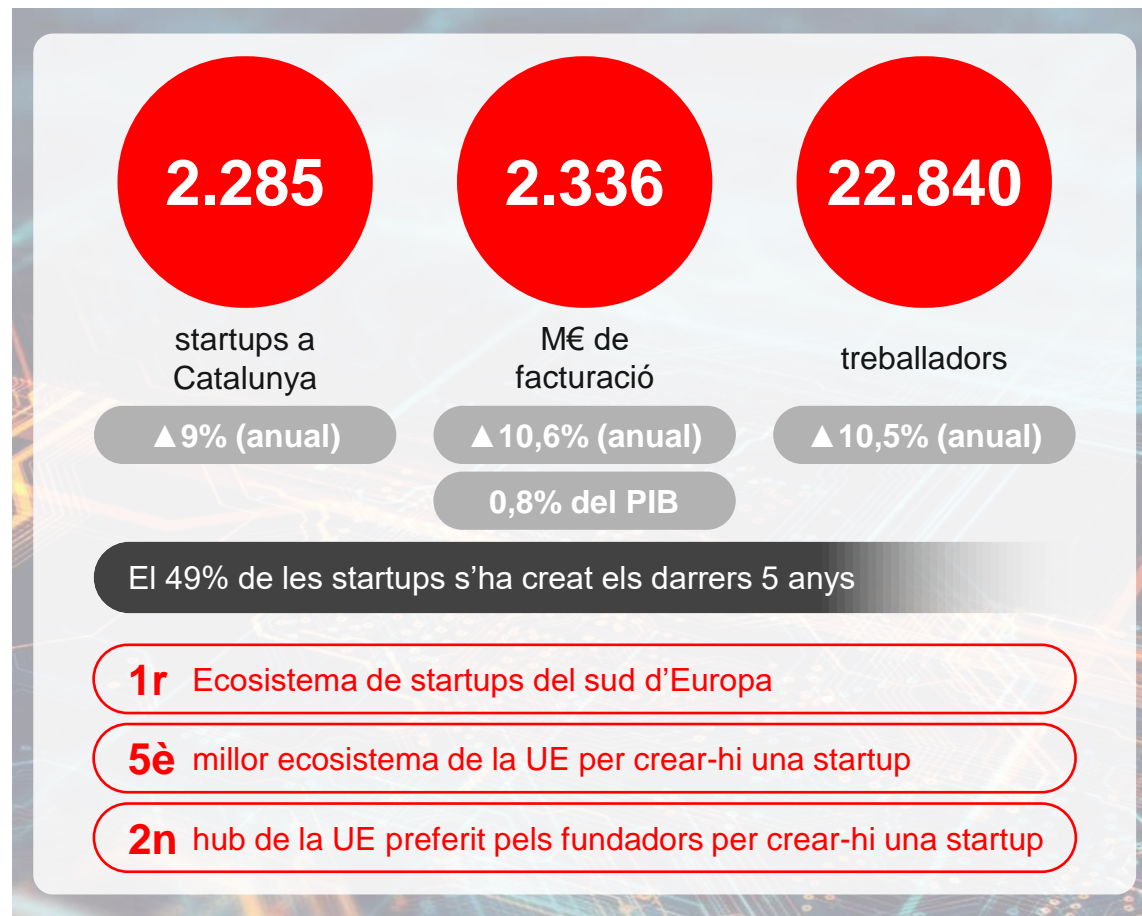 2.285
startups a
Catalunya
▲9% (anual)
2.336
M€ de
facturació
▲10,6% (anual)
0,8% del PIB
22.840
treballadors
▲10,5% (anual)
El 49% de les startups s’ha creat els darrers 5 anys
1r Ecosistema de startups del sud d’Europa
5è millor ecosistema de la UE per crear-hi una startup
2n hub de la UE preferit pels fundadors per crear-hi una startup